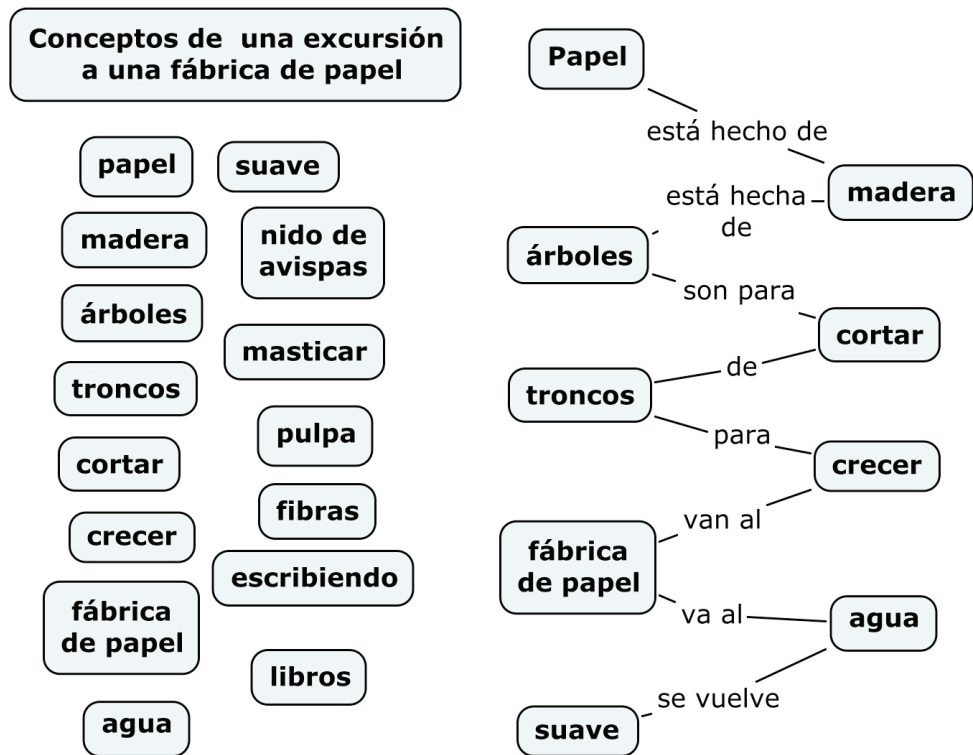 Conceptos de una excursión
a una fábrica de papel
papel
suave
madera
nido de
avispas
árboles
masticar
troncos
pulpa
cortar
fibras
crecer
escribiendo
fábrica
de papel
libros
agua
Papel
está hecho de
madera
está hecha
de
árboles
son para
cortar
de
troncos
para
crecer
van al
fábrica
de papel
va al
agua
se vuelve
suave